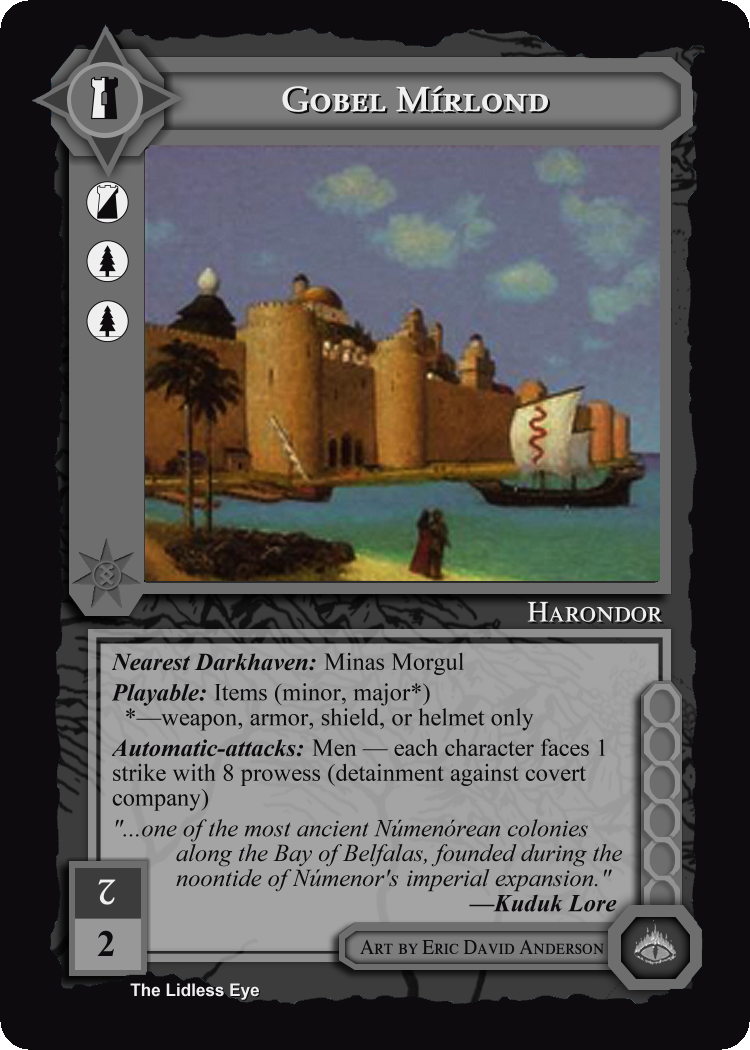 Gobel Mírlond
Harondor
Nearest Darkhaven: Minas Morgul
Playable: Items (minor, major*)
*—weapon, armor, shield, or helmet only
Automatic-attacks: Men — each character faces 1
strike with 8 prowess (detainment against covert
company)
"...one of the most ancient Númenórean colonies
along the Bay of Belfalas, founded during the
noontide of Númenor's imperial expansion."
—Kuduk Lore
2
2
Art by Eric David Anderson
The Lidless Eye